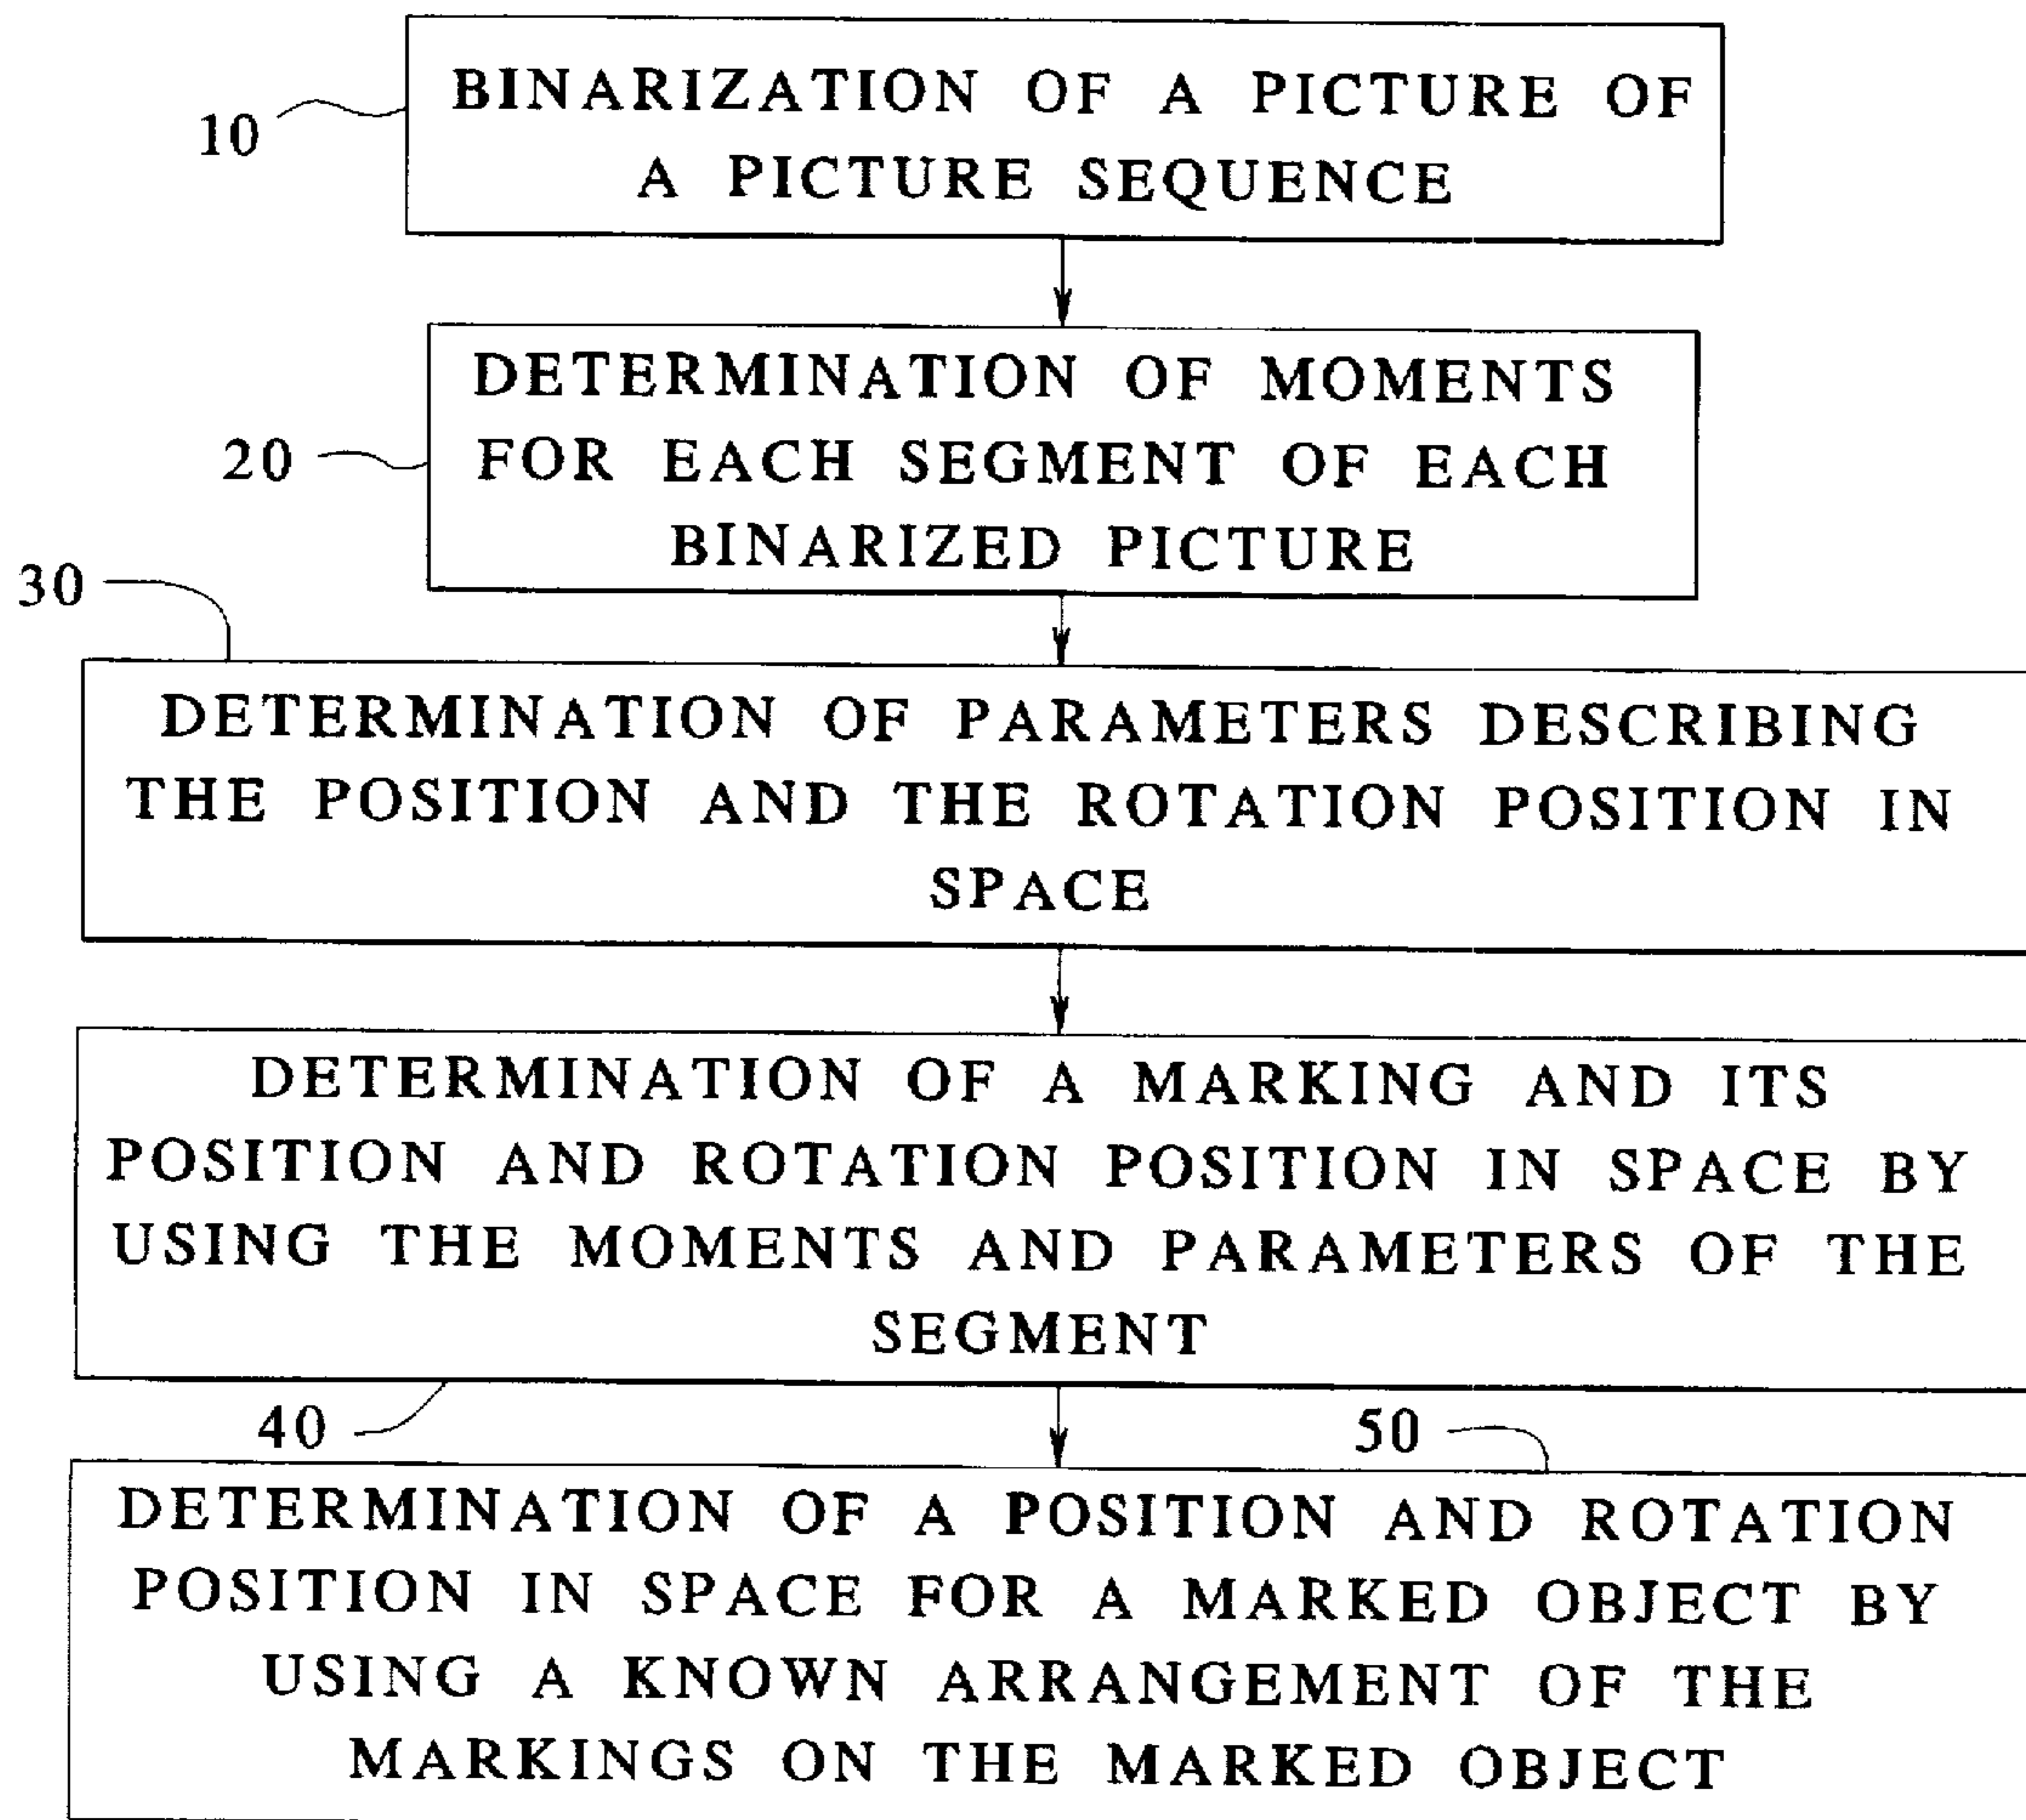 BINARIZATION OF A PICTURE OF
10
A PICTURE SEQUENCE
DETERMINATION OF MOMENTS
20
FOR EACH SEGMENT OF EACH
BINARIZED PICTURE
30
DETERMINATION OF PARAMETERS DESCRIBING
THE POSITION AND THE ROTATION POSITION IN
SPACE
DETERMINATION OF A MARKING AND ITS
POSITION AND ROTATION POSITION IN SPACE BY
USING THE MOMENTS AND PARAMETERS OF THE
SEGMENT
40
50
DETERMINATION OF A POSITION AND ROTATION
POSITION IN SPACE FOR A MARKED OBJECT BY
USING A KNOWN ARRANGEMENT OF THE
MARKINGS ON THE MARKED OBJECT